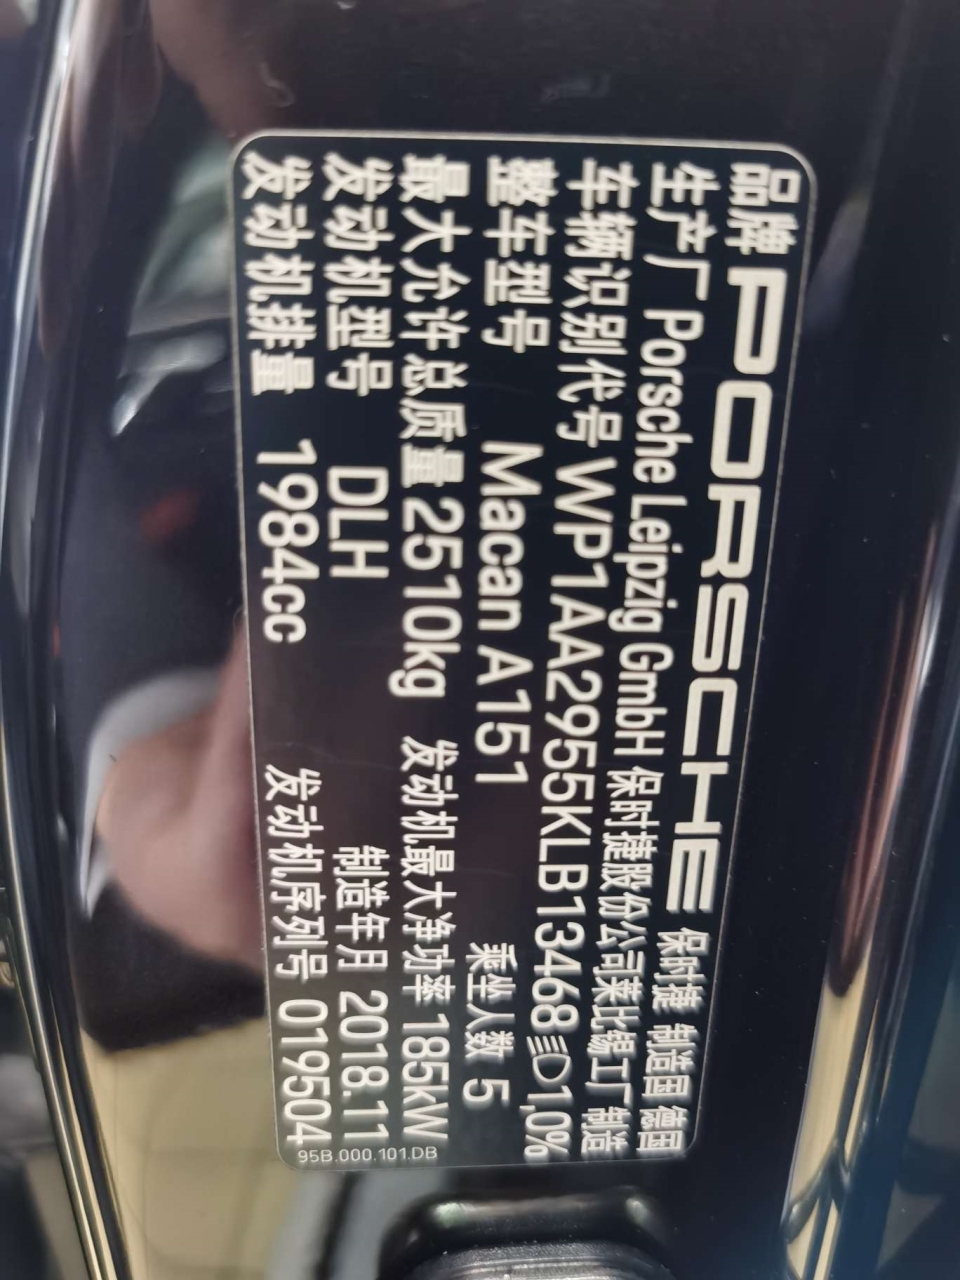 品牌 PORSCHE 保时捷 制造国 德国
生产厂 Porsche Leipzig GmbH 保时捷股份公司莱比锡工厂制造
车辆识别代号 WP1AA2955KLB13468 1,0%
整车型号 Macan A151 乘坐人数 5
最大允许总质量 2510kg 发动机最大净功率 185kW
发动机型号 DLH 制造年月 2018.11
发动机排量 1984cc 发动机序列号 019504
95B.000.101.DB